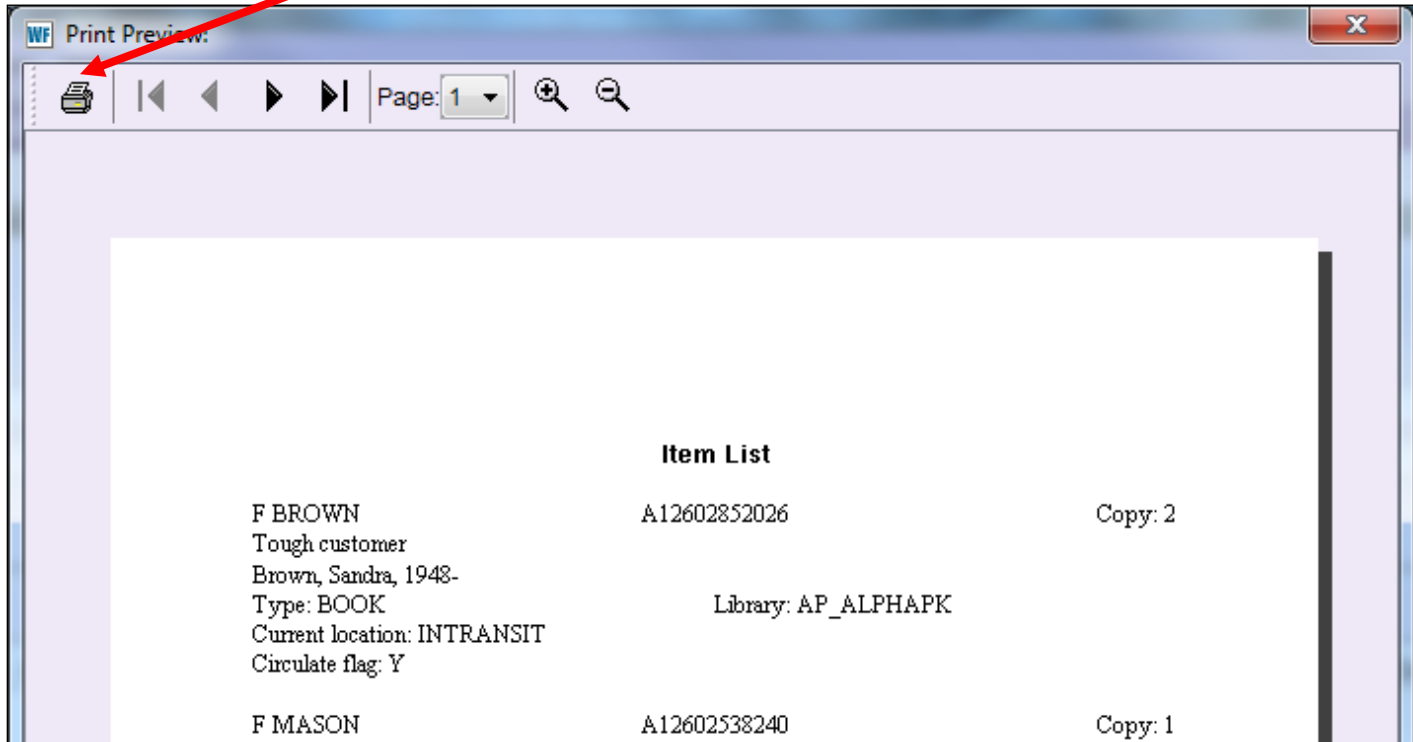 WF Print Preview:
Page: 1
Item List
F BROWN A12602852026 Copy: 2
Tough customer
Brown, Sandra, 1948-
Type: BOOK Library: AP_ALPHAPK
Current location: INTRANSIT
Circulate flag: Y
F MASON A12602538240 Copy: 1